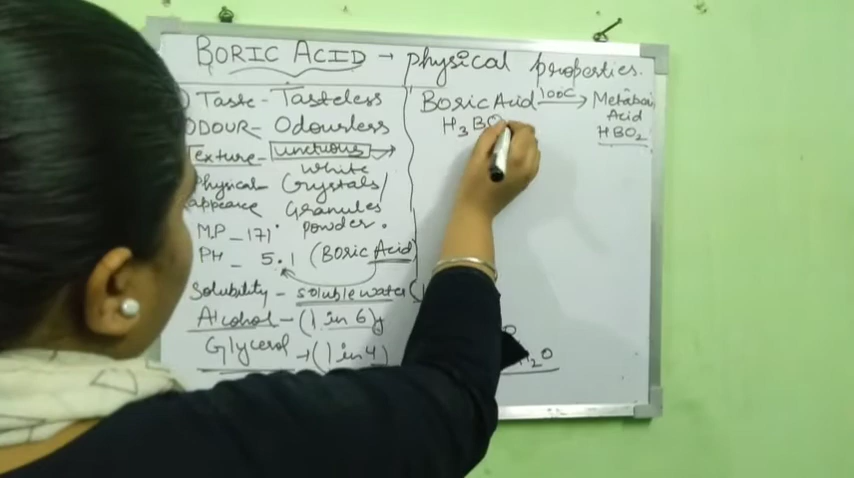 BORIC ACID → physical properties.
) Taste - Tasteless
ODOUR - Odourless
Texture - Unctuous →
Physical appeare - White Crystals/ Granules powder.
MP - 171°
PH - 5.1 (Boric Acid)
Solubility - soluble water (1
Alcohol - (1 in 6)
Glycerol → (1 in 4)
Boric Acid 100C → Metaboric Acid
H3BO HBO2
H2O